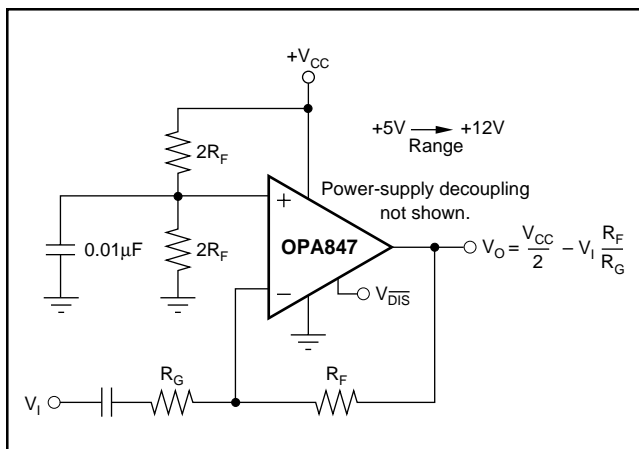 +V_CC
2R_F
+5V → +12V
Range
Power-supply decoupling
not shown.
+
OPA847
−
0.01μF
2R_F
V_O = V_CC/2 − V_I R_F/R_G
V_D̅I̅S̅
R_G
R_F
V_I